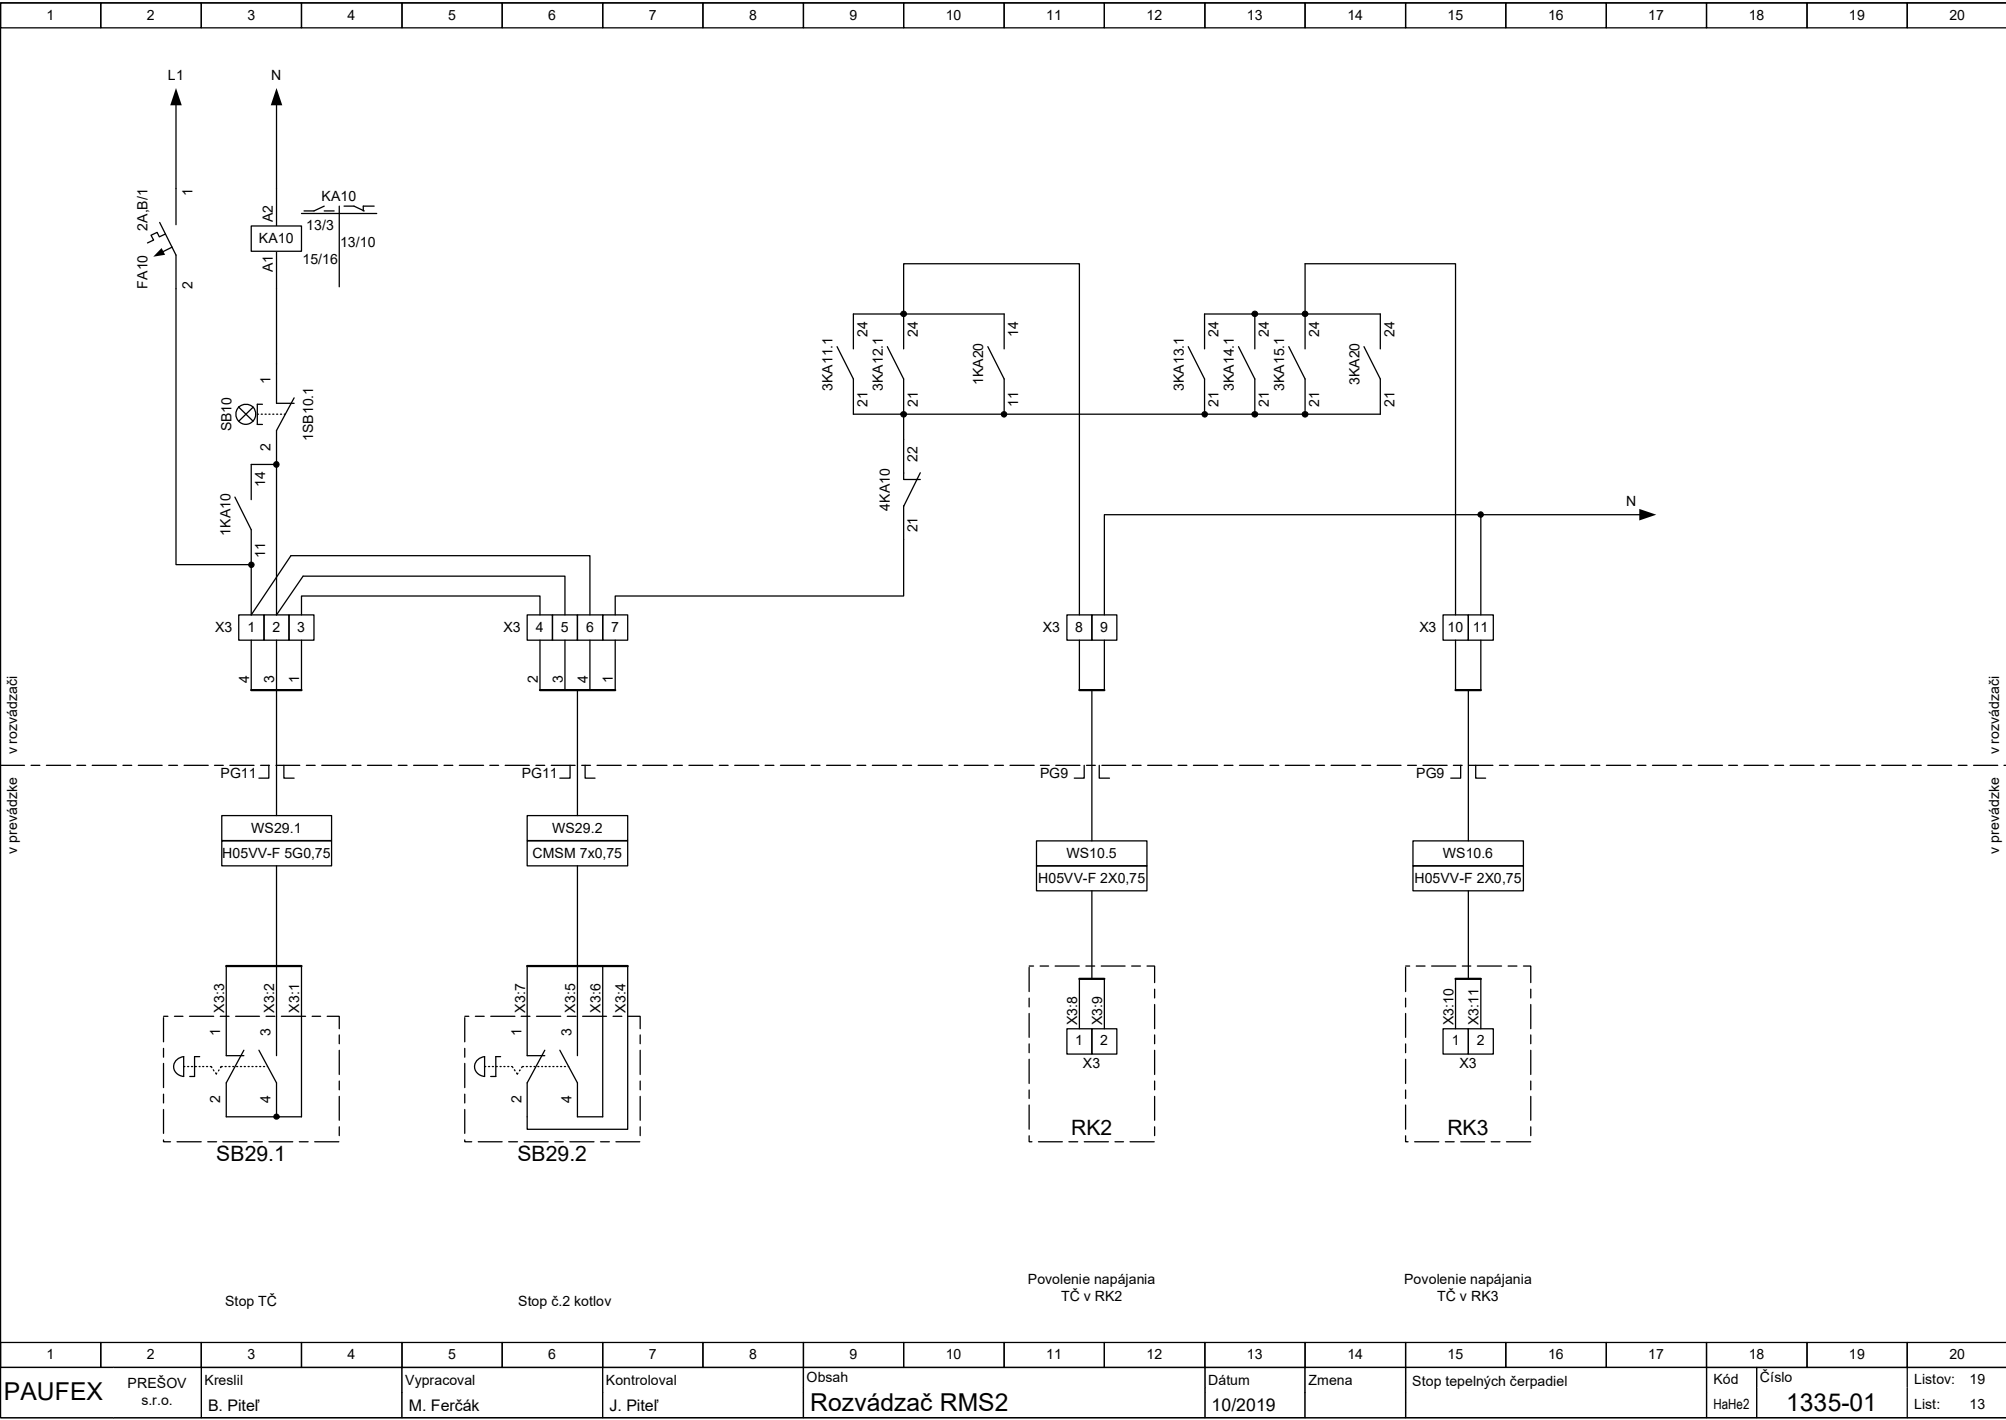 1 2 3 4 5 6 7 8 9 10 11 12 13 14 15 16 17 18 19 20
L1 N
2A,B/1
FA10
1
2
A2
KA10
A1
KA10
13/3
13/10
15/16
SB10
1
2
1SB10.1
1KA10
14
11
3KA11.1
24
21
3KA12.1
24
21
1KA20
14
11
3KA13.1
24
21
3KA14.1
24
21
3KA15.1
24
21
3KA20
24
21
4KA10
22
21
N
X3 1 2 3
X3 4 5 6 7
X3 8 9
X3 10 11
4 3 1
2 3 4 1
v rozvádzači
v rozvádzači
PG11
PG11
PG9
PG9
v prevádzke
v prevádzke
WS29.1
H05VV-F 5G0,75
WS29.2
CMSM 7x0,75
WS10.5
H05VV-F 2X0,75
WS10.6
H05VV-F 2X0,75
X3:3 X3:2 X3:1
1 3
2 4
SB29.1
X3:7 X3:5 X3:6 X3:4
1 3
2 4
SB29.2
X3:8 X3:9
1 2
X3
RK2
X3:10 X3:11
1 2
X3
RK3
Stop TČ
Stop č.2 kotlov
Povolenie napájania
TČ v RK2
Povolenie napájania
TČ v RK3
1 2 3 4 5 6 7 8 9 10 11 12 13 14 15 16 17 18 19 20
PAUFEX
PREŠOV
s.r.o.
Kreslil
B. Piteľ
Vypracoval
M. Ferčák
Kontroloval
J. Piteľ
Obsah
Rozvádzač RMS2
Dátum
10/2019
Zmena
Stop tepelných čerpadiel
Kód
HaHe2
Číslo
1335-01
Listov: 19
List: 13